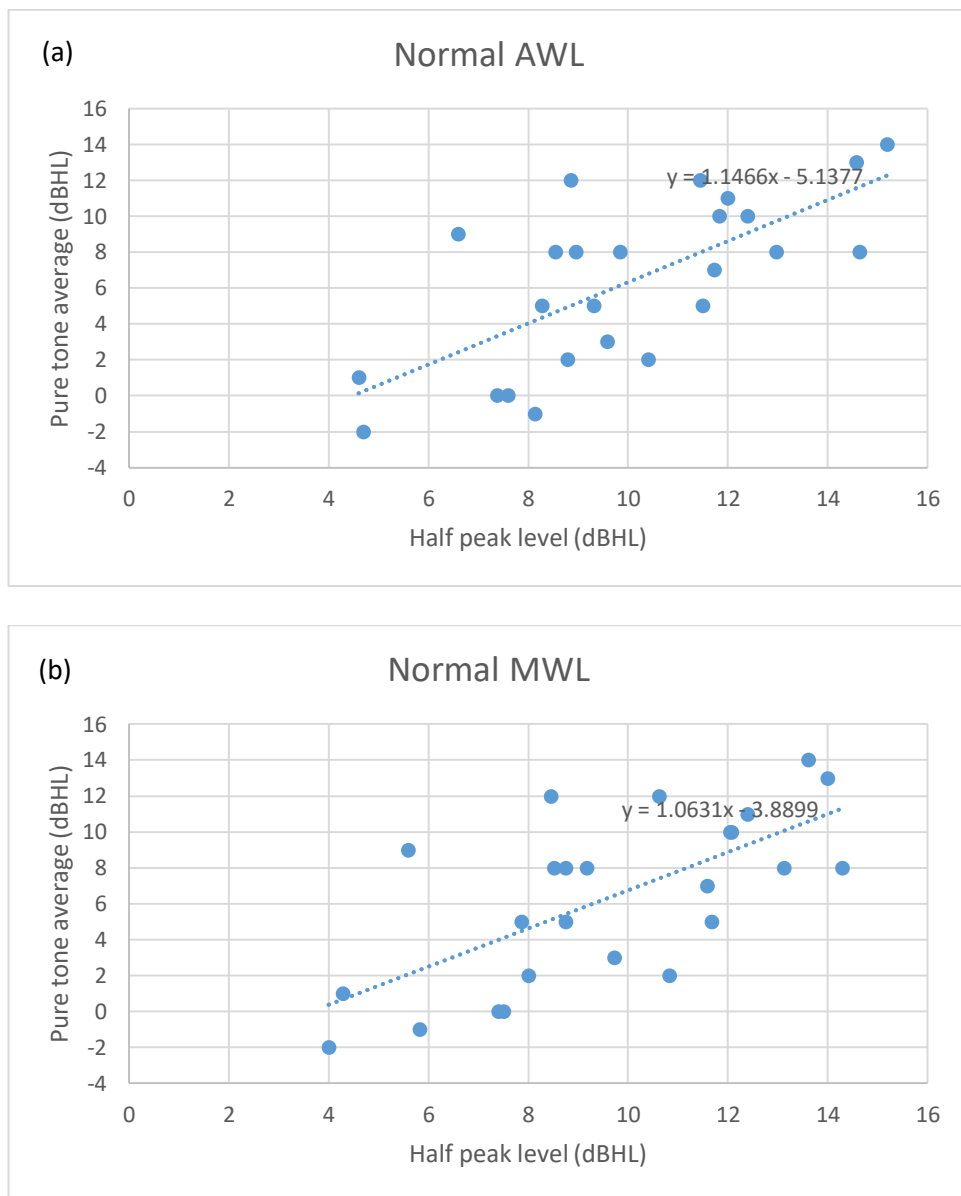 (a)
Normal AWL
16
14
12
10
8
6
4
2
0
-2
-4
Pure tone average (dBHL)
y = 1.1466x - 5.1377
0 2 4 6 8 10 12 14 16
Half peak level (dBHL)
(b)
Normal MWL
16
14
12
10
8
6
4
2
0
-2
-4
Pure tone average (dBHL)
y = 1.0631x - 3.8899
0 2 4 6 8 10 12 14 16
Half peak level (dBHL)